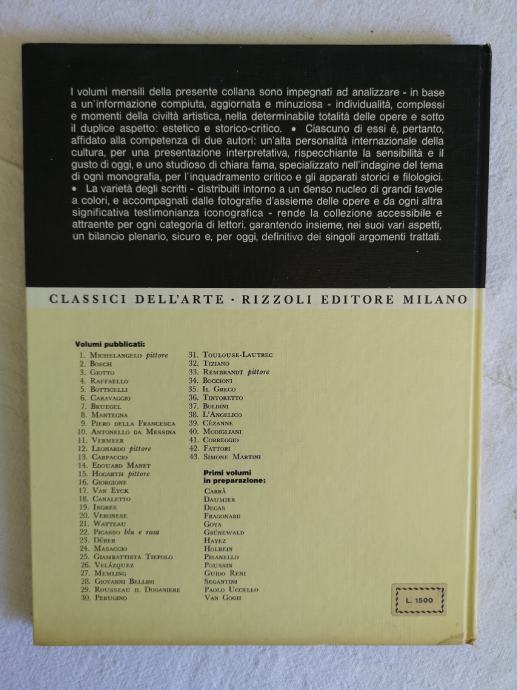 I volumi mensili della presente collana sono impegnati ad analizzare - in base
a un'informazione compiuta, aggiornata e minuziosa - individualità, complessi
e momenti della civiltà artistica, nella determinabile totalità delle opere e sotto
il duplice aspetto: estetico e storico-critico. • Ciascuno di essi è, pertanto,
affidato alla competenza di due autori: un'alta personalità internazionale della
cultura, per una presentazione interpretativa, rispecchiante la sensibilità e il
gusto di oggi, e uno studioso di chiara fama, specializzato nell'indagine del tema
di ogni monografia, per l'inquadramento critico e gli apparati storici e filologici.
• La varietà degli scritti - distribuiti intorno a un denso nucleo di grandi tavole
a colori, e accompagnati dalle fotografie d'assieme delle opere e da ogni altra
significativa testimonianza iconografica - rende la collezione accessibile e
attraente per ogni categoria di lettori, garantendo insieme, nei suoi vari aspetti,
un bilancio plenario, sicuro e, per oggi, definitivo dei singoli argomenti trattati.
CLASSICI DELL'ARTE · RIZZOLI EDITORE MILANO
Volumi pubblicati:
1. Michelangelo pittore
2. Bosch
3. Giotto
4. Raffaello
5. Botticelli
6. Caravaggio
7. Bruegel
8. Mantegna
9. Piero della Francesca
10. Antonello da Messina
11. Vermeer
12. Leonardo pittore
13. Carpaccio
14. Edouard Manet
15. Hogarth pittore
16. Giorgione
17. Van Eyck
18. Canaletto
19. Ingres
20. Veronese
21. Watteau
22. Picasso blu e rosa
23. Dürer
24. Masaccio
25. Giambattista Tiepolo
26. Velázquez
27. Memling
28. Giovanni Bellini
29. Rousseau il Doganiere
30. Perugino
31. Toulouse-Lautrec
32. Tiziano
33. Rembrandt pittore
34. Boccioni
35. Il Greco
36. Tintoretto
37. Boldini
38. L'Angelico
39. Cézanne
40. Modigliani
41. Correggio
42. Fattori
43. Simone Martini
Primi volumi
in preparazione:
Carrà
Daumier
Degas
Fragonard
Goya
Grünewald
Hayez
Holbein
Pisanello
Poussin
Guido Reni
Segantini
Paolo Uccello
Van Gogh
L. 1500